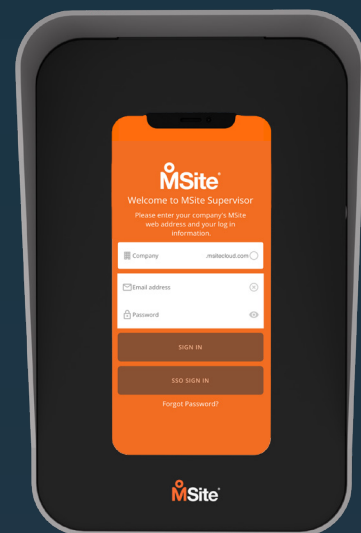 MSite
Welcome to MSite Supervisor
Please enter your company's MSite
web address and your log in
information.
Company .msitecloud.com
Email address
Password
SIGN IN
SSO SIGN IN
Forgot Password?
MSite